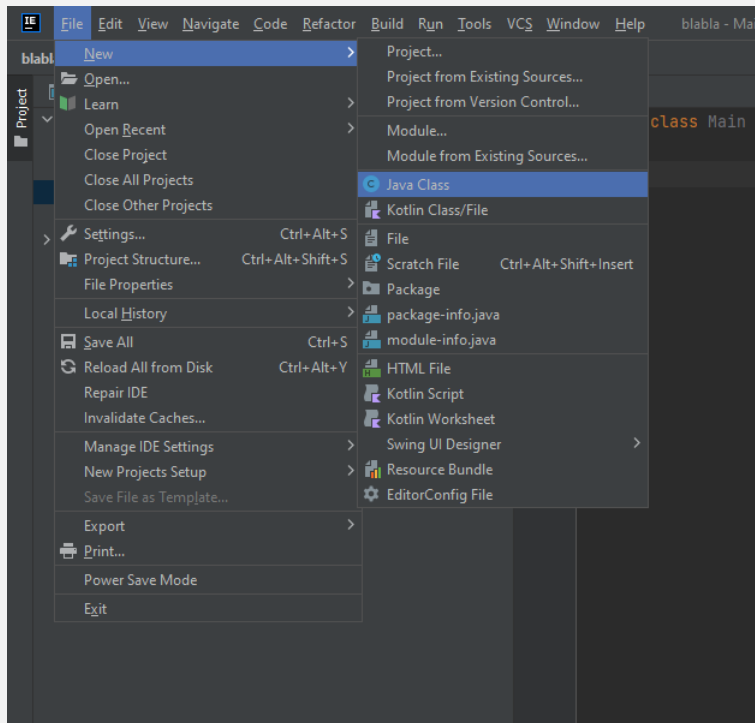 IE File Edit View Navigate Code Refactor Build Run Tools VCS Window Help blabla - Mai
blabl
Project
New
Open...
Learn
Open Recent
Close Project
Close All Projects
Close Other Projects
Settings... Ctrl+Alt+S
Project Structure... Ctrl+Alt+Shift+S
File Properties
Local History
Save All Ctrl+S
Reload All from Disk Ctrl+Alt+Y
Repair IDE
Invalidate Caches...
Manage IDE Settings
New Projects Setup
Save File as Template...
Export
Print...
Power Save Mode
Exit
Project...
Project from Existing Sources...
Project from Version Control...
Module...
Module from Existing Sources...
Java Class
Kotlin Class/File
File
Scratch File Ctrl+Alt+Shift+Insert
Package
package-info.java
module-info.java
HTML File
Kotlin Script
Kotlin Worksheet
Swing UI Designer
Resource Bundle
EditorConfig File
class Main